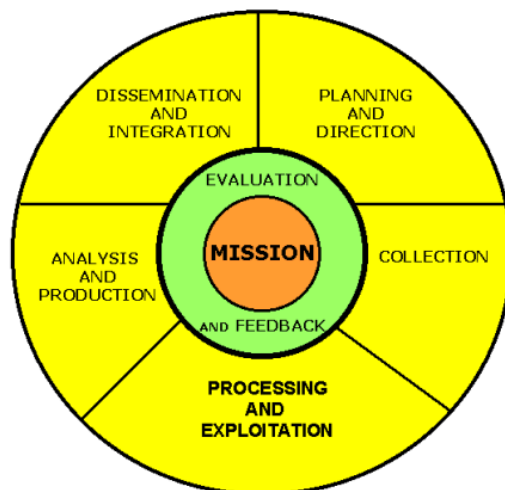 DISSEMINATION
AND
INTEGRATION
PLANNING
AND
DIRECTION
EVALUATION
MISSION
AND FEEDBACK
ANALYSIS
AND
PRODUCTION
COLLECTION
PROCESSING
AND
EXPLOITATION